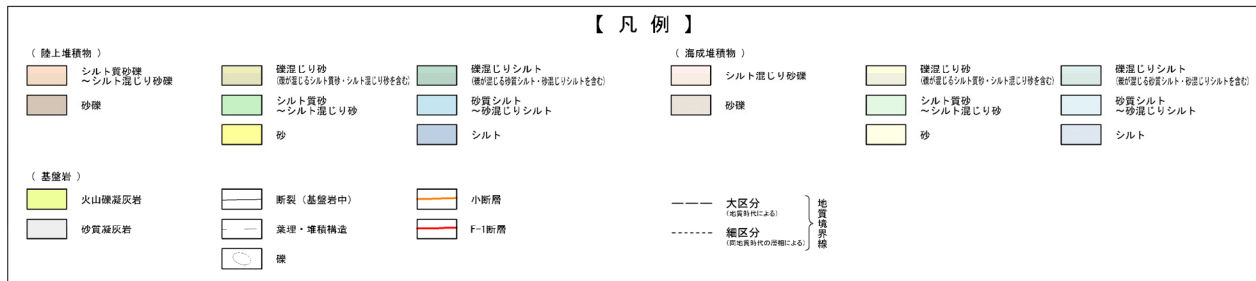 【 凡 例 】
( 陸上堆積物 )
シルト質砂礫
～シルト混じり砂礫
砂礫
礫混じり砂
(礫が混じるシルト質砂・シルト混じり砂を含む)
シルト質砂
～シルト混じり砂
砂
礫混じりシルト
(礫が混じる砂質シルト・砂混じりシルトを含む)
砂質シルト
～砂混じりシルト
シルト
( 海成堆積物 )
シルト混じり砂礫
砂礫
礫混じり砂
(礫が混じるシルト質砂・シルト混じり砂を含む)
シルト質砂
～シルト混じり砂
砂
礫混じりシルト
(礫が混じる砂質シルト・砂混じりシルトを含む)
砂質シルト
～砂混じりシルト
シルト
( 基盤岩 )
火山礫凝灰岩
砂質凝灰岩
断裂（基盤岩中）
葉理・堆積構造
礫
小断層
F-1断層
大区分
(地質時代による)
細区分
(同地質時代の層相による)
地質境界線